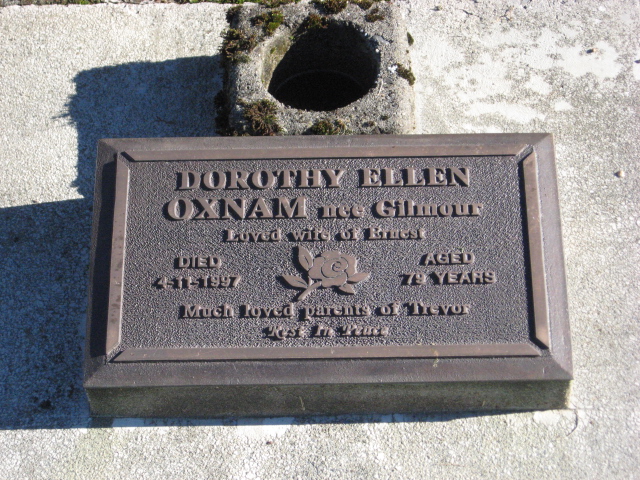 DOROTHY ELLEN
OXNAM nee Gilmour
Loved wife of Ernest
DIED AGED
4-11-1997 79 YEARS
Much loved parents of Trevor
Rest In Peace